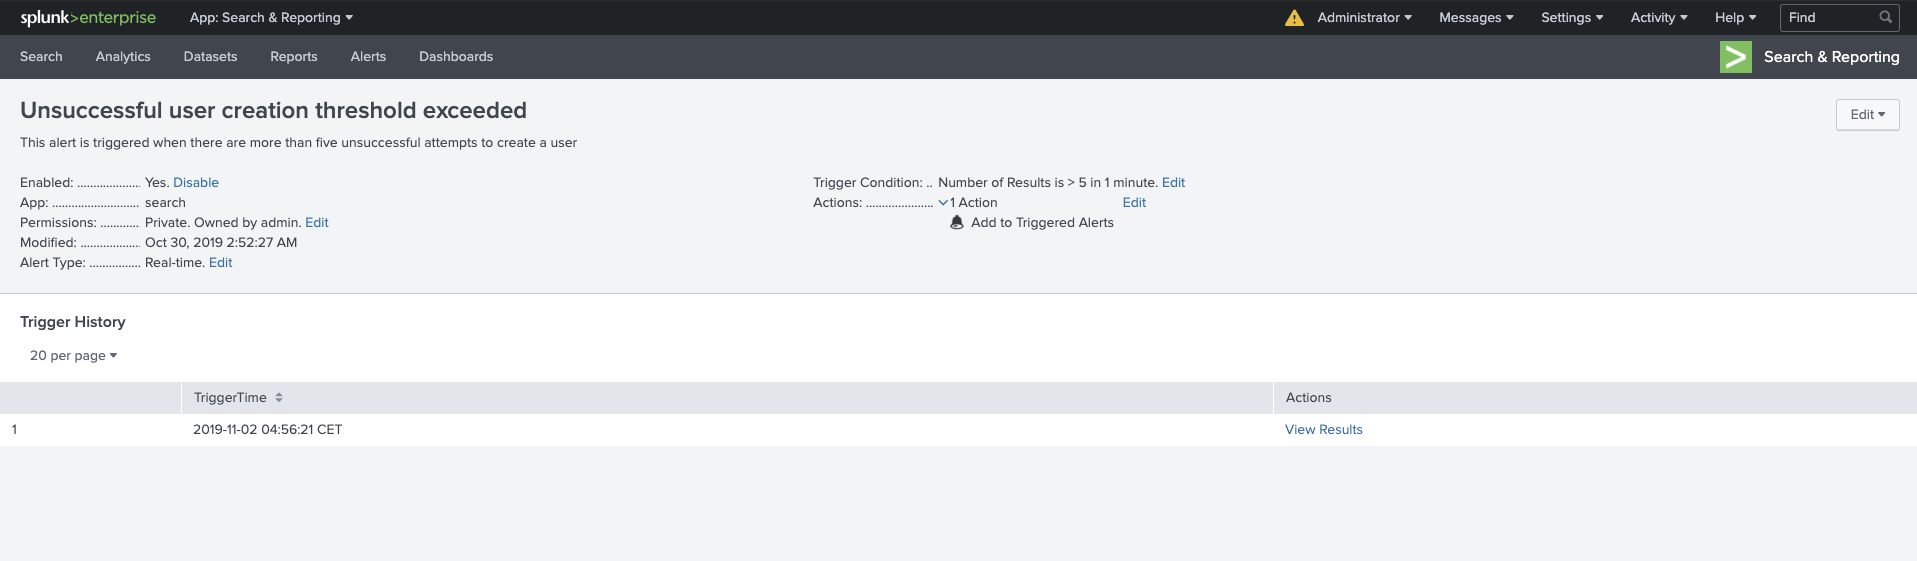 splunk>enterprise App: Search & Reporting Administrator Messages Settings Activity Help Find
Search Analytics Datasets Reports Alerts Dashboards Search & Reporting
Unsuccessful user creation threshold exceeded
Edit
This alert is triggered when there are more than five unsuccessful attempts to create a user
Enabled: ................... Yes. Disable
App: ........................... search
Permissions: ............ Private. Owned by admin. Edit
Modified: .................. Oct 30, 2019 2:52:27 AM
Alert Type: ................ Real-time. Edit
Trigger Condition: .. Number of Results is > 5 in 1 minute. Edit
Actions: ..................... 1 Action Edit
Add to Triggered Alerts
Trigger History
20 per page
TriggerTime Actions
1 2019-11-02 04:56:21 CET View Results